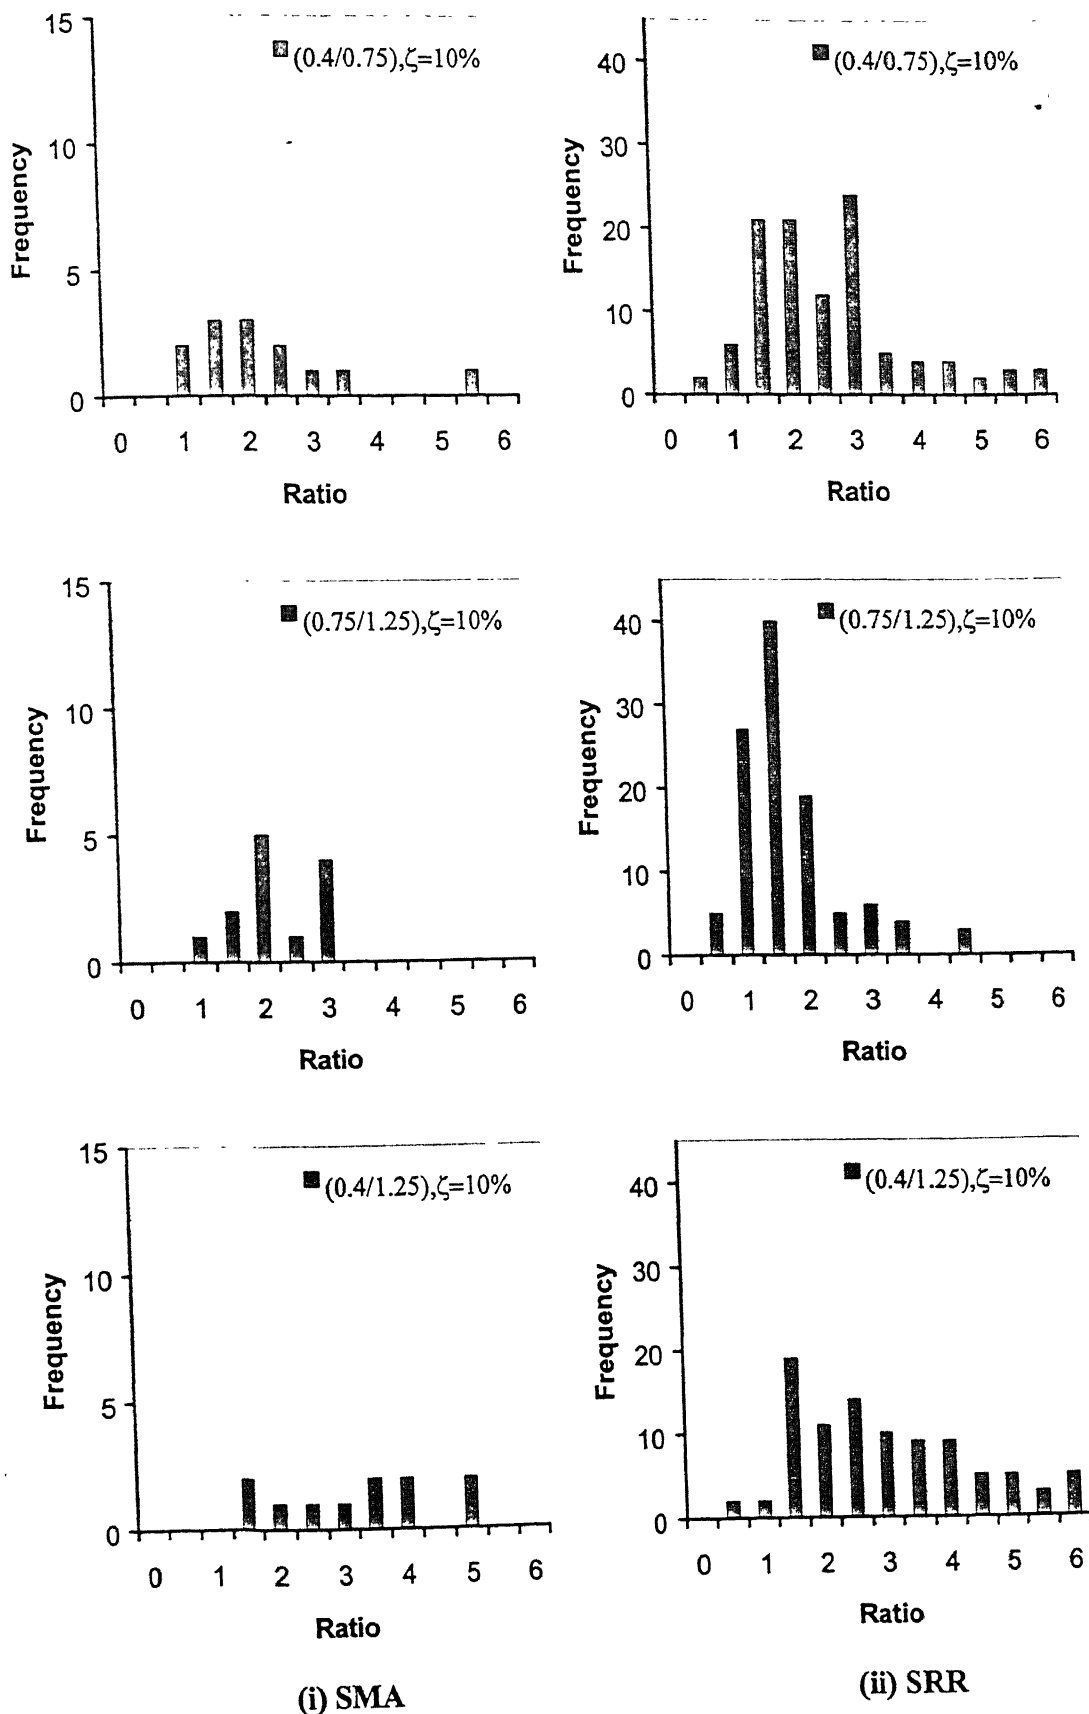 15
10
5
0
Frequency
(0.4/0.75),ζ=10%
0 1 2 3 4 5 6
Ratio
40
30
20
10
0
Frequency
(0.4/0.75),ζ=10%
0 1 2 3 4 5 6
Ratio
15
10
5
0
Frequency
(0.75/1.25),ζ=10%
0 1 2 3 4 5 6
Ratio
40
30
20
10
0
Frequency
(0.75/1.25),ζ=10%
0 1 2 3 4 5 6
Ratio
15
10
5
0
Frequency
(0.4/1.25),ζ=10%
0 1 2 3 4 5 6
Ratio
40
30
20
10
0
Frequency
(0.4/1.25),ζ=10%
0 1 2 3 4 5 6
Ratio
(i) SMA
(ii) SRR